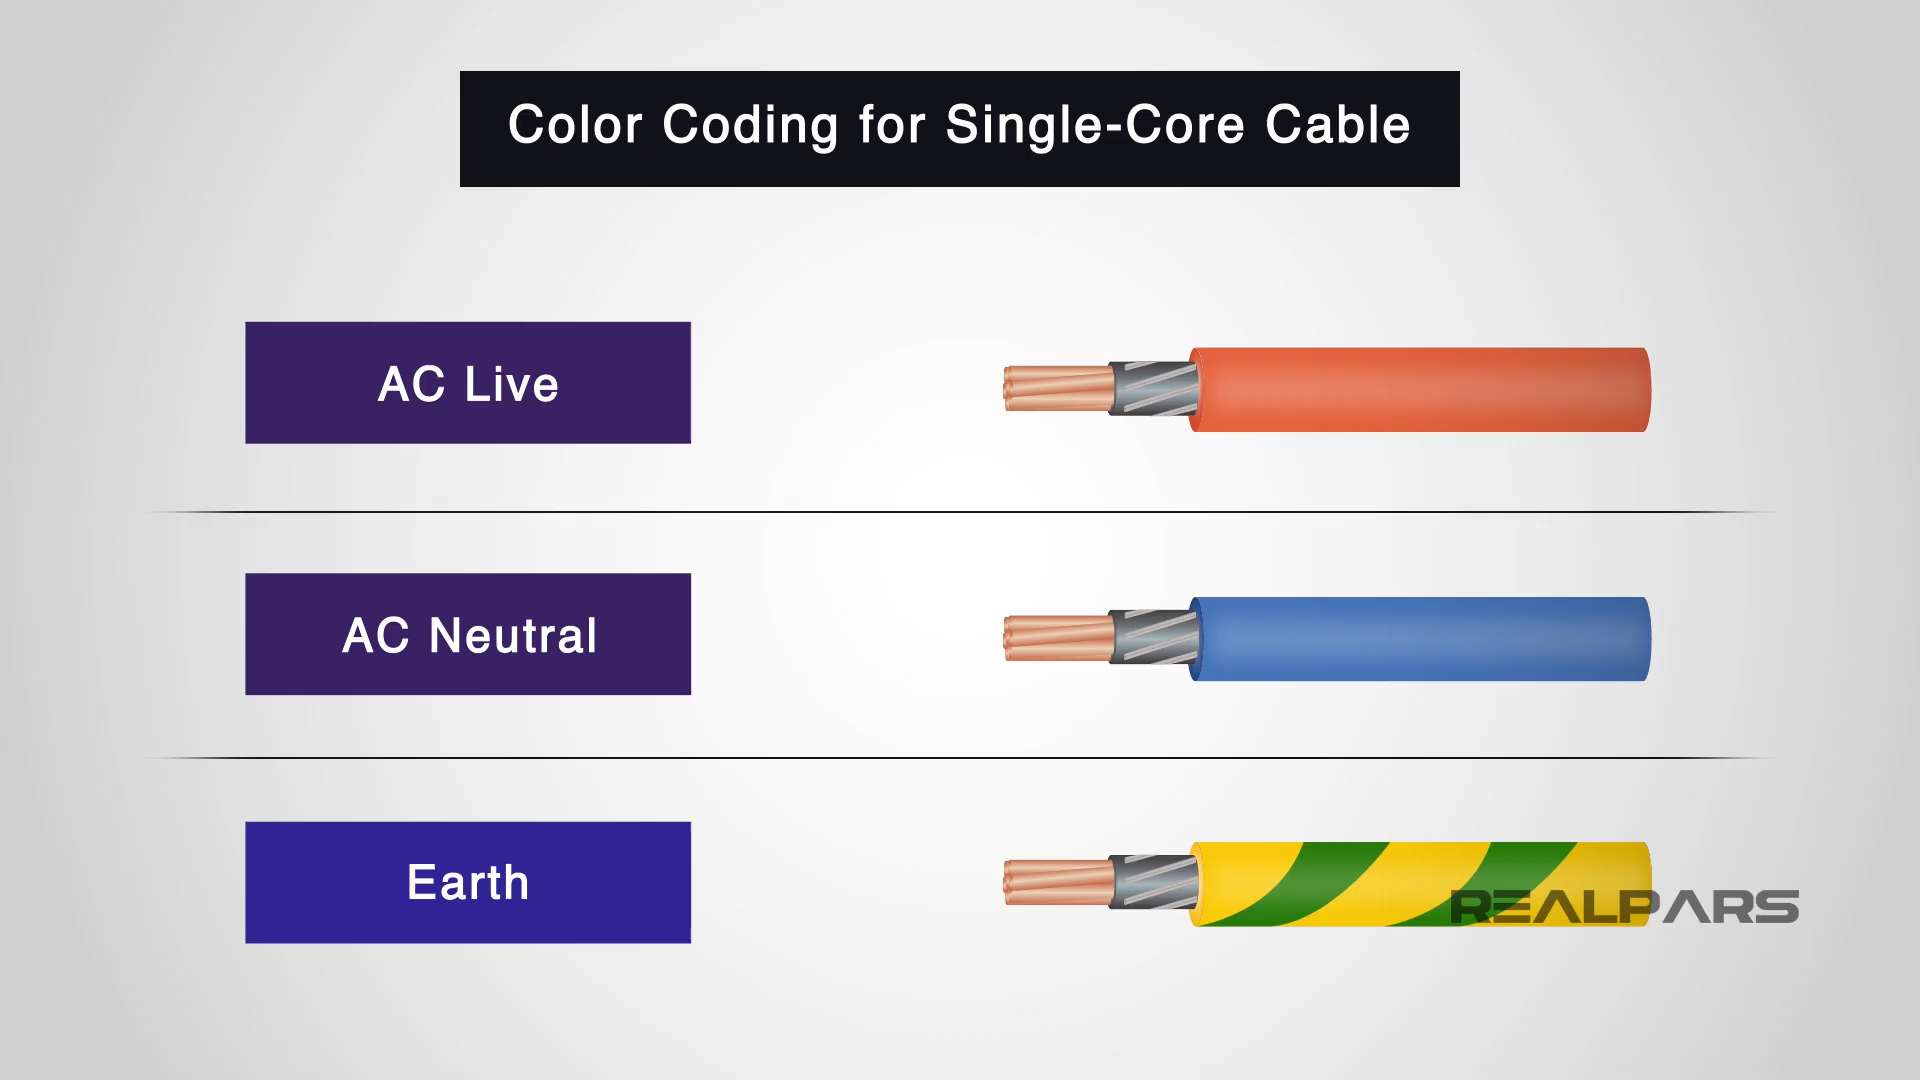 Color Coding for Single-Core Cable
AC Live
AC Neutral
Earth
REALPARS